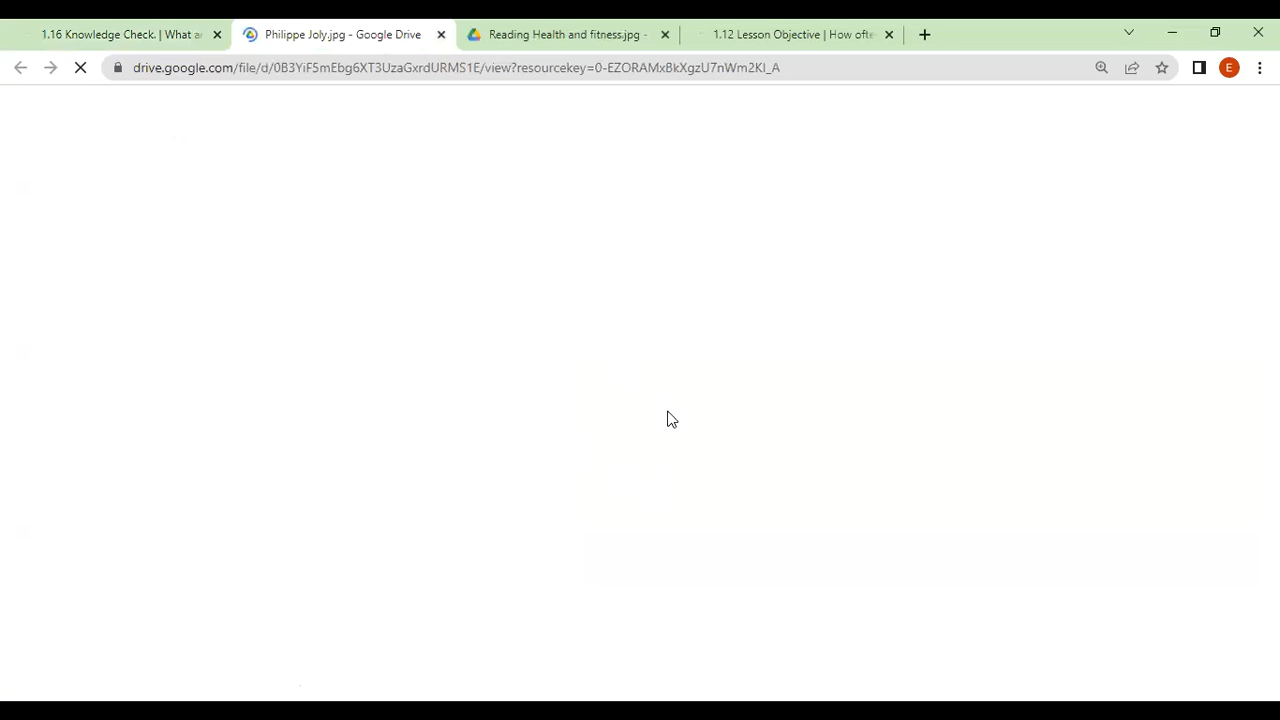 1.16 Knowledge Check. | What a
Philippe Joly.jpg - Google Drive
Reading Health and fitness.jpg -
1.12 Lesson Objective | How ofte
drive.google.com/file/d/0B3YiF5mEbg6XT3UzaGxrdURMS1E/view?resourcekey=0-EZORAMxBkXgzU7nWm2KI_A
E